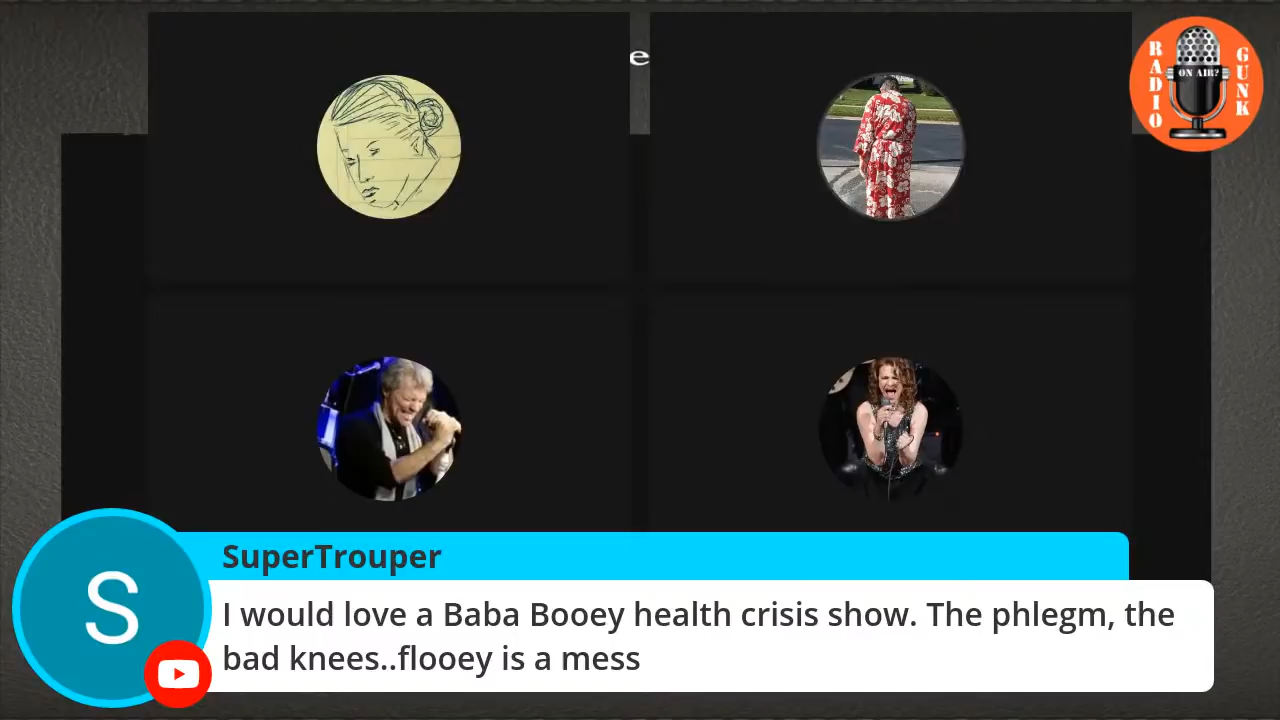 e
RADIO
ON AIR?
GUNK
S
SuperTrouper
I would love a Baba Booey health crisis show. The phlegm, the
bad knees..flooey is a mess